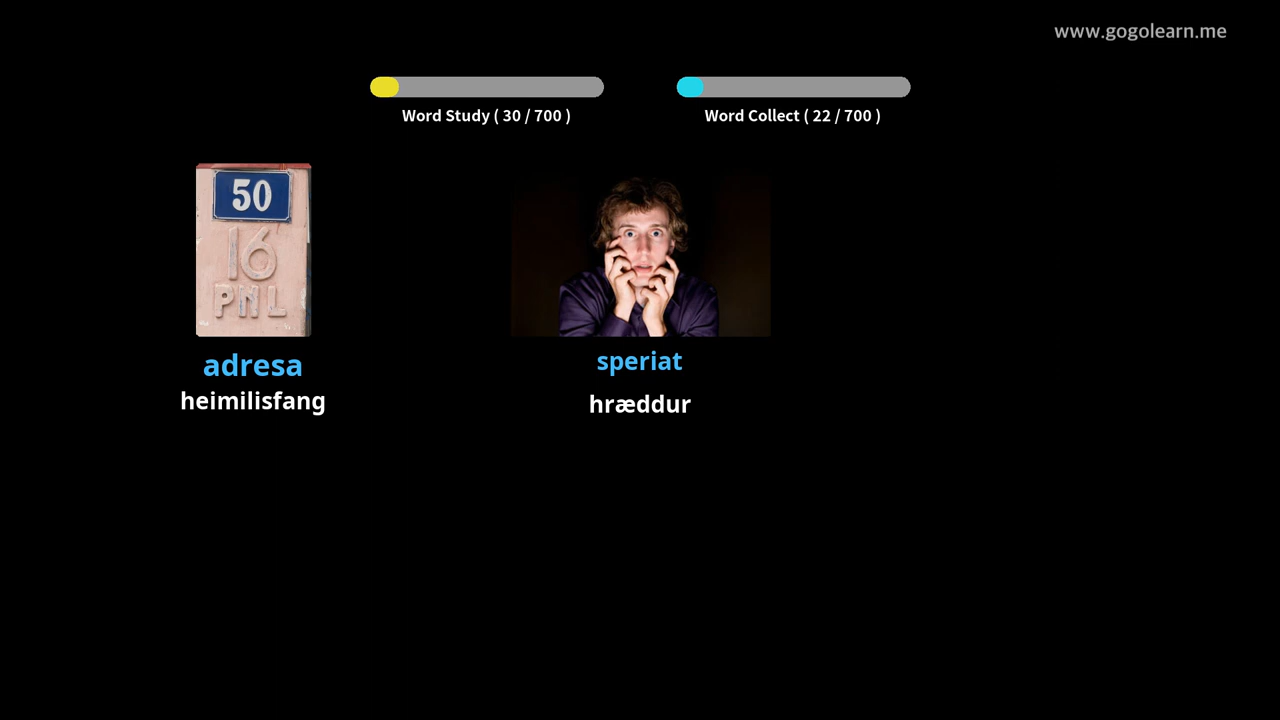 www.gogolearn.me
Word Study ( 30 / 700 )
Word Collect ( 22 / 700 )
50
16
PNL
adresa
heimilisfang
speriat
hræddur